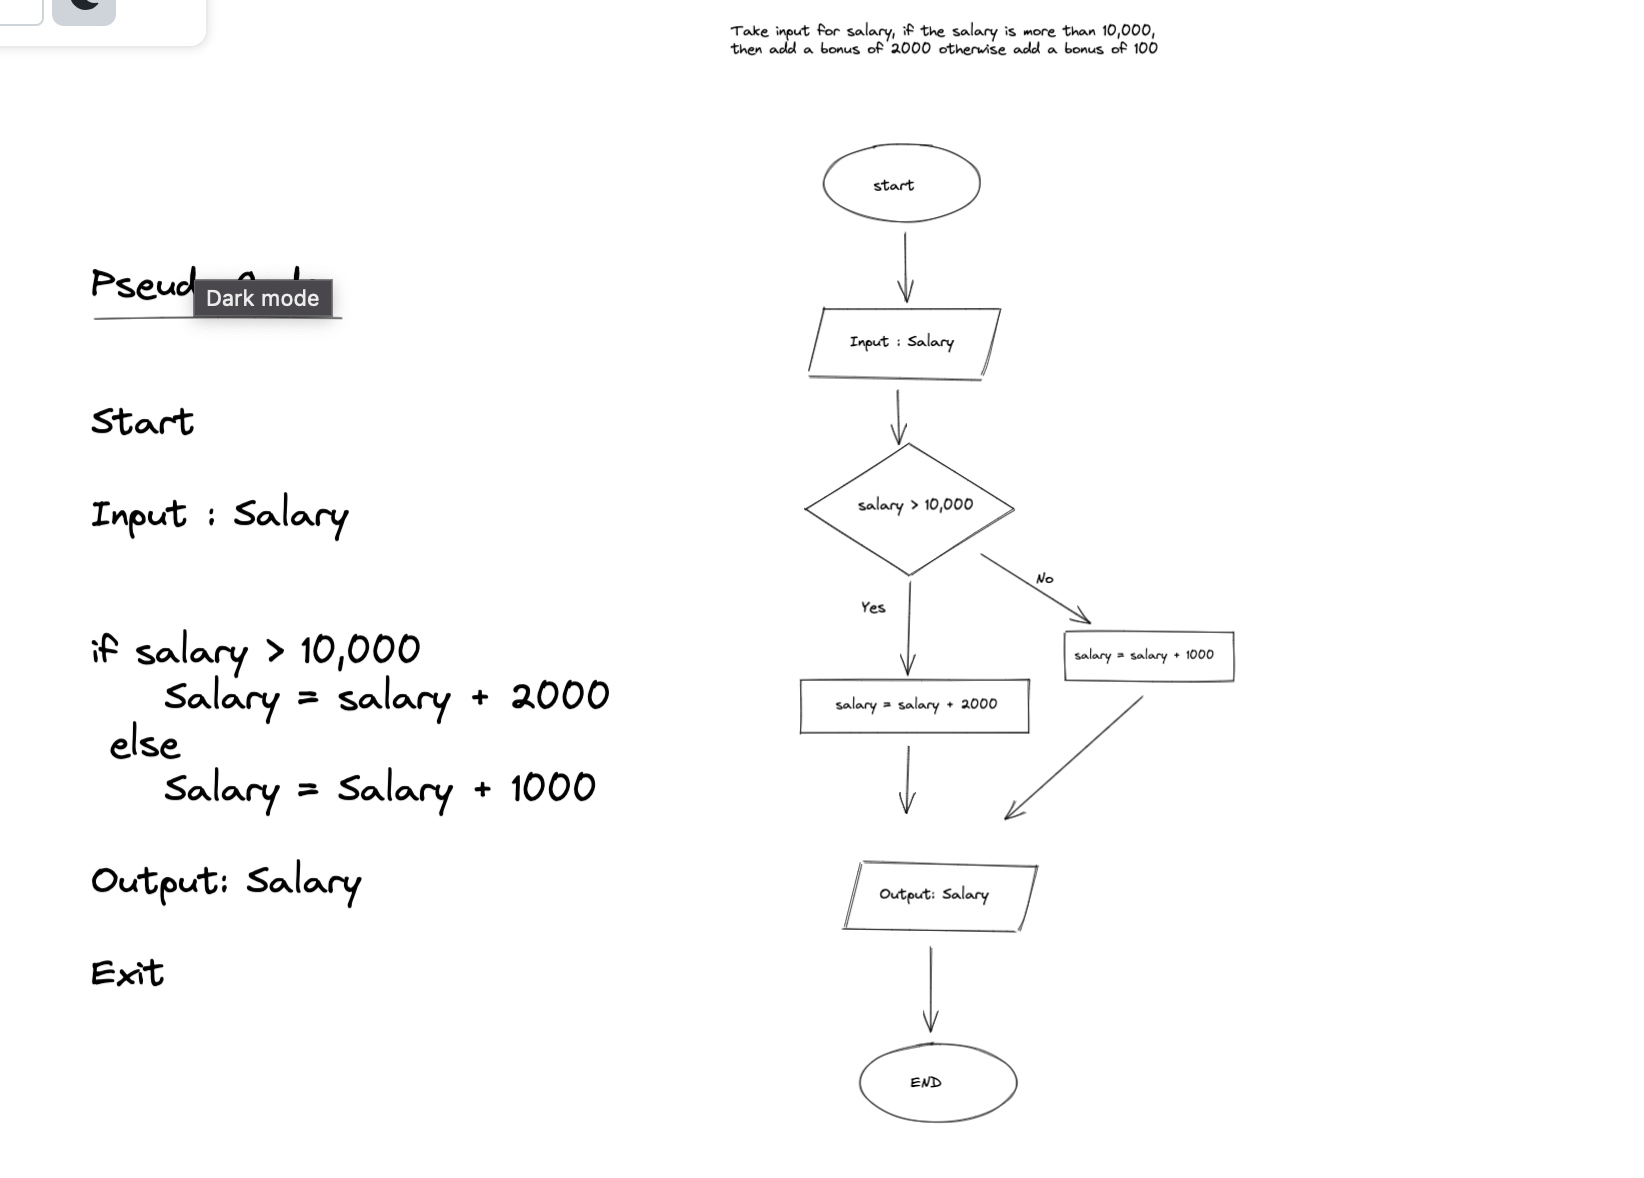 Take input for salary, if the salary is more than 10,000,
then add a bonus of 2000 otherwise add a bonus of 100
Dark mode
Start
Input : Salary
if salary > 10,000
Salary = salary + 2000
else
Salary = Salary + 1000
Output: Salary
Exit
start
Input : Salary
salary > 10,000
No
Yes
salary = salary + 1000
salary = salary + 2000
Output: Salary
END